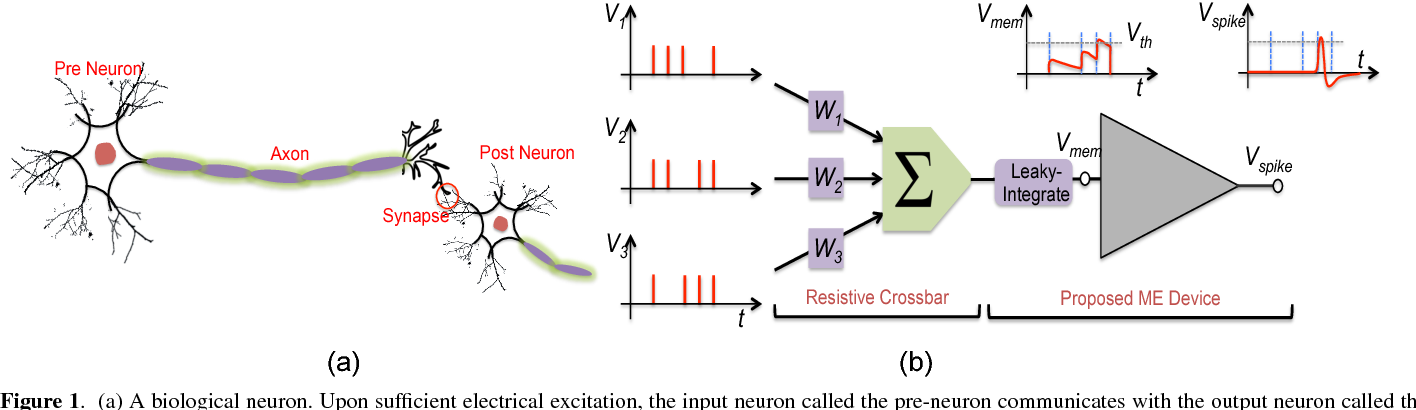 Pre Neuron
Axon
Post Neuron
Synapse
(a)
V1
V2
V3
t
W1
W2
W3
Σ
Resistive Crossbar
Leaky-
Integrate
Vmem
Vspike
Proposed ME Device
Vmem
Vth
t
Vspike
t
(b)
Figure 1. (a) A biological neuron. Upon sufficient electrical excitation, the input neuron called the pre-neuron communicates with the output neuron called th